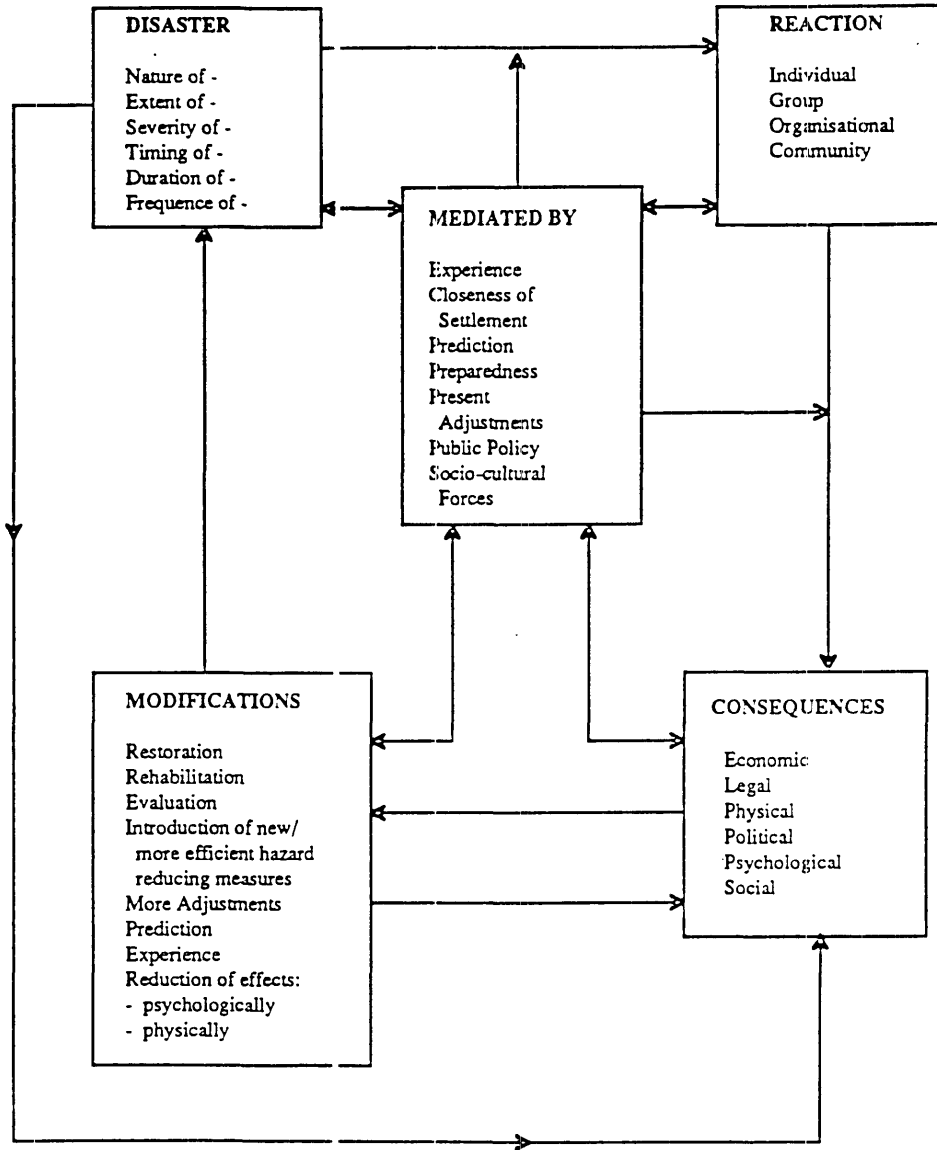 DISASTER
Nature of -
Extent of -
Severity of -
Timing of -
Duration of -
Frequence of -
REACTION
Individual
Group
Organisational
Community
MEDIATED BY
Experience
Closeness of
Settlement
Prediction
Preparedness
Present
Adjustments
Public Policy
Socio-cultural
Forces
MODIFICATIONS
Restoration
Rehabilitation
Evaluation
Introduction of new/
more efficient hazard
reducing measures
More Adjustments
Prediction
Experience
Reduction of effects:
- psychologically
- physically
CONSEQUENCES
Economic
Legal
Physical
Political
Psychological
Social